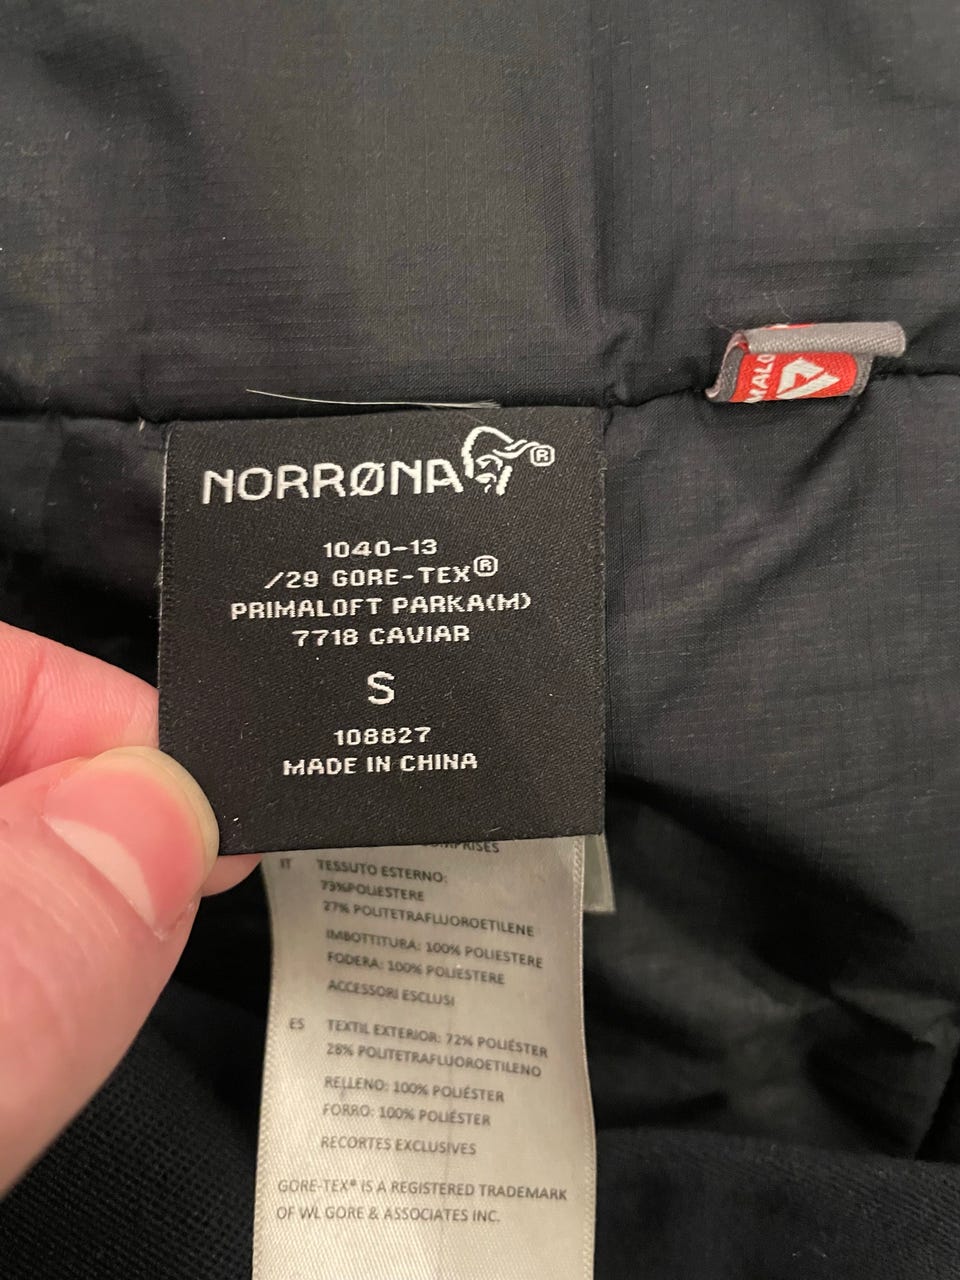 NORRØNA®
1040-13
/29 GORE-TEX®
PRIMALOFT PARKA(M)
7718 CAVIAR
S
108827
MADE IN CHINA
IT TESSUTO ESTERNO:
73%POLIESTERE
27% POLITETRAFLUOROETILENE
IMBOTTITURA: 100% POLIESTERE
FODERA: 100% POLIESTERE
ACCESSORI ESCLUSI
ES TEXTIL EXTERIOR: 72% POLIÉSTER
28% POLITETRAFLUOROETILENO
RELLENO: 100% POLIÉSTER
FORRO: 100% POLIÉSTER
RECORTES EXCLUSIVES
GORE-TEX® IS A REGISTERED TRADEMARK
OF WL GORE & ASSOCIATES INC.